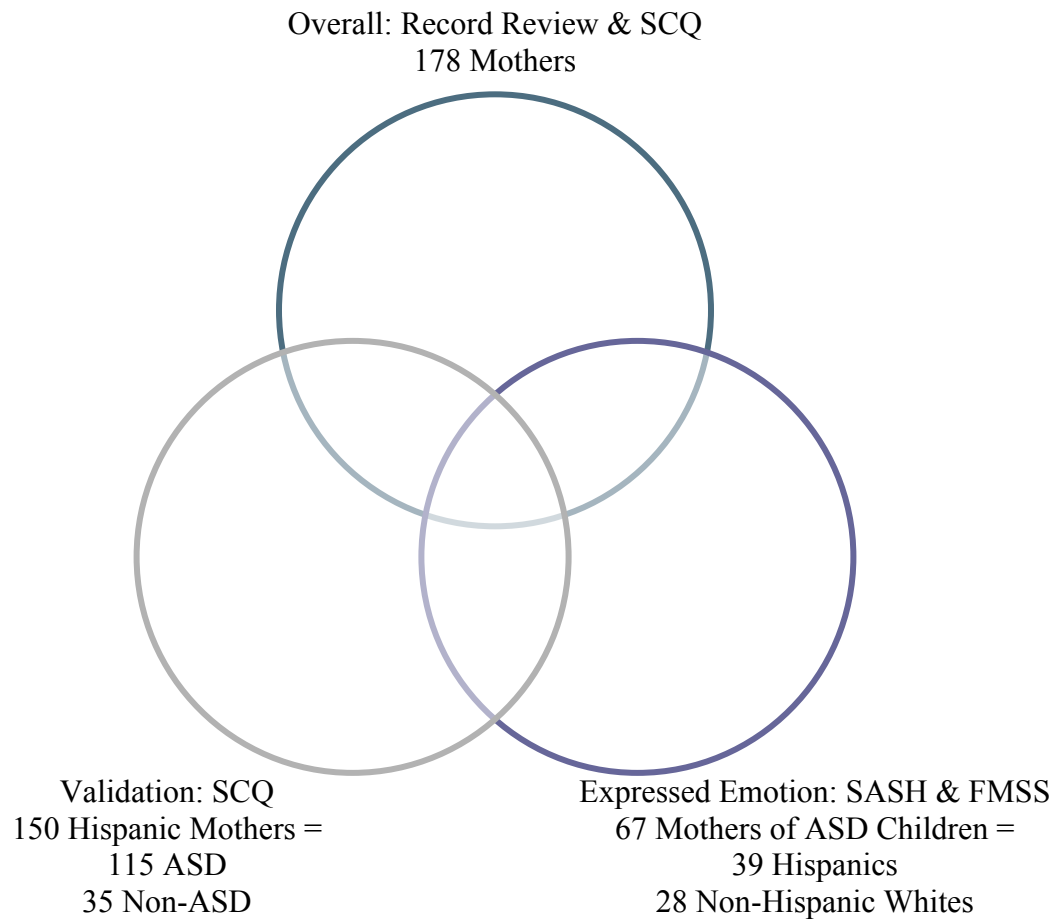 Overall: Record Review & SCQ
178 Mothers
Validation: SCQ
150 Hispanic Mothers =
115 ASD
35 Non-ASD
Expressed Emotion: SASH & FMSS
67 Mothers of ASD Children =
39 Hispanics
28 Non-Hispanic Whites